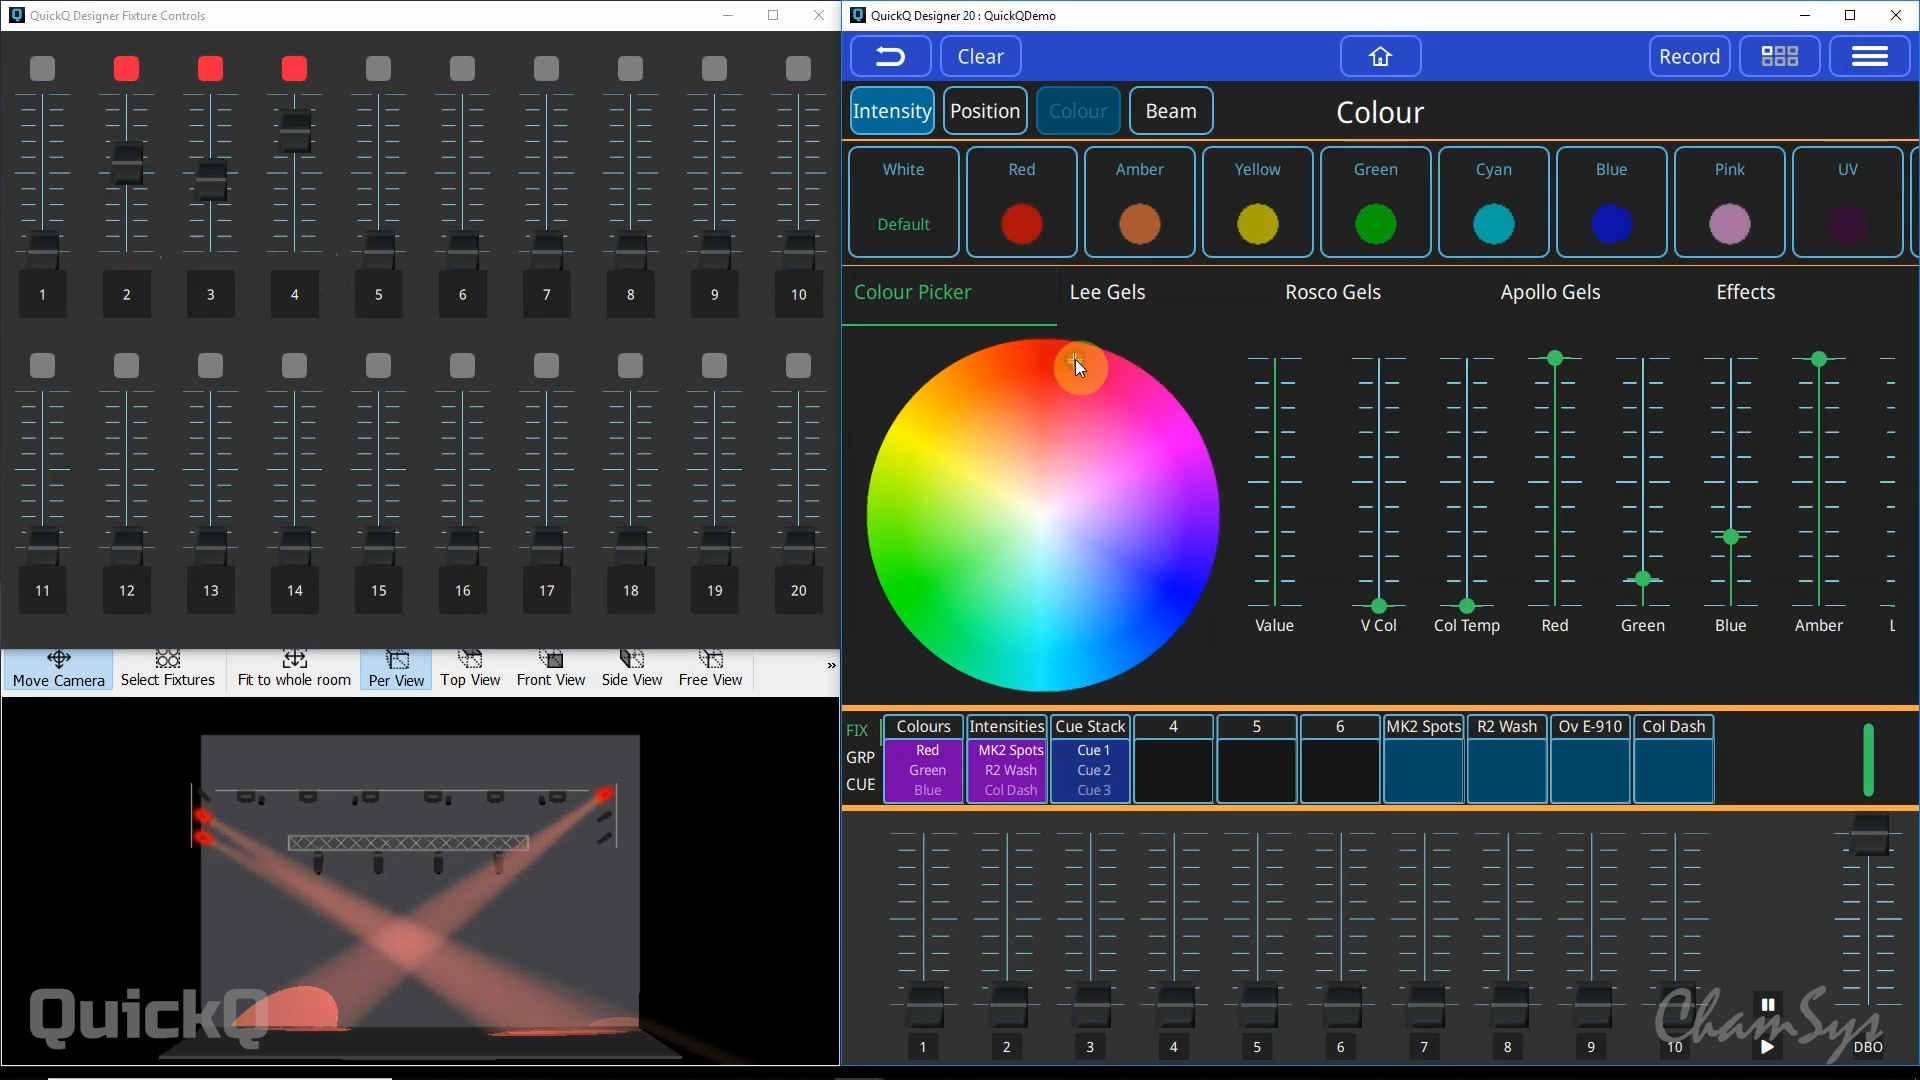 QuickQ Designer Fixture Controls
1 2 3 4 5 6 7 8 9 10
11 12 13 14 15 16 17 18 19 20
Move Camera Select Fixtures Fit to whole room Per View Top View Front View Side View Free View »
QuickQ
QuickQ Designer 20 : QuickQDemo
Clear Record
Intensity Position Colour Beam Colour
White Red Amber Yellow Green Cyan Blue Pink UV
Default
Colour Picker Lee Gels Rosco Gels Apollo Gels Effects
Value V Col Col Temp Red Green Blue Amber L
FIX Colours Intensities Cue Stack 4 5 6 MK2 Spots R2 Wash Ov E-910 Col Dash
Red MK2 Spots Cue 1
GRP Green R2 Wash Cue 2
CUE Blue Col Dash Cue 3
ChamSys
1 2 3 4 5 6 7 8 9 10 DBO